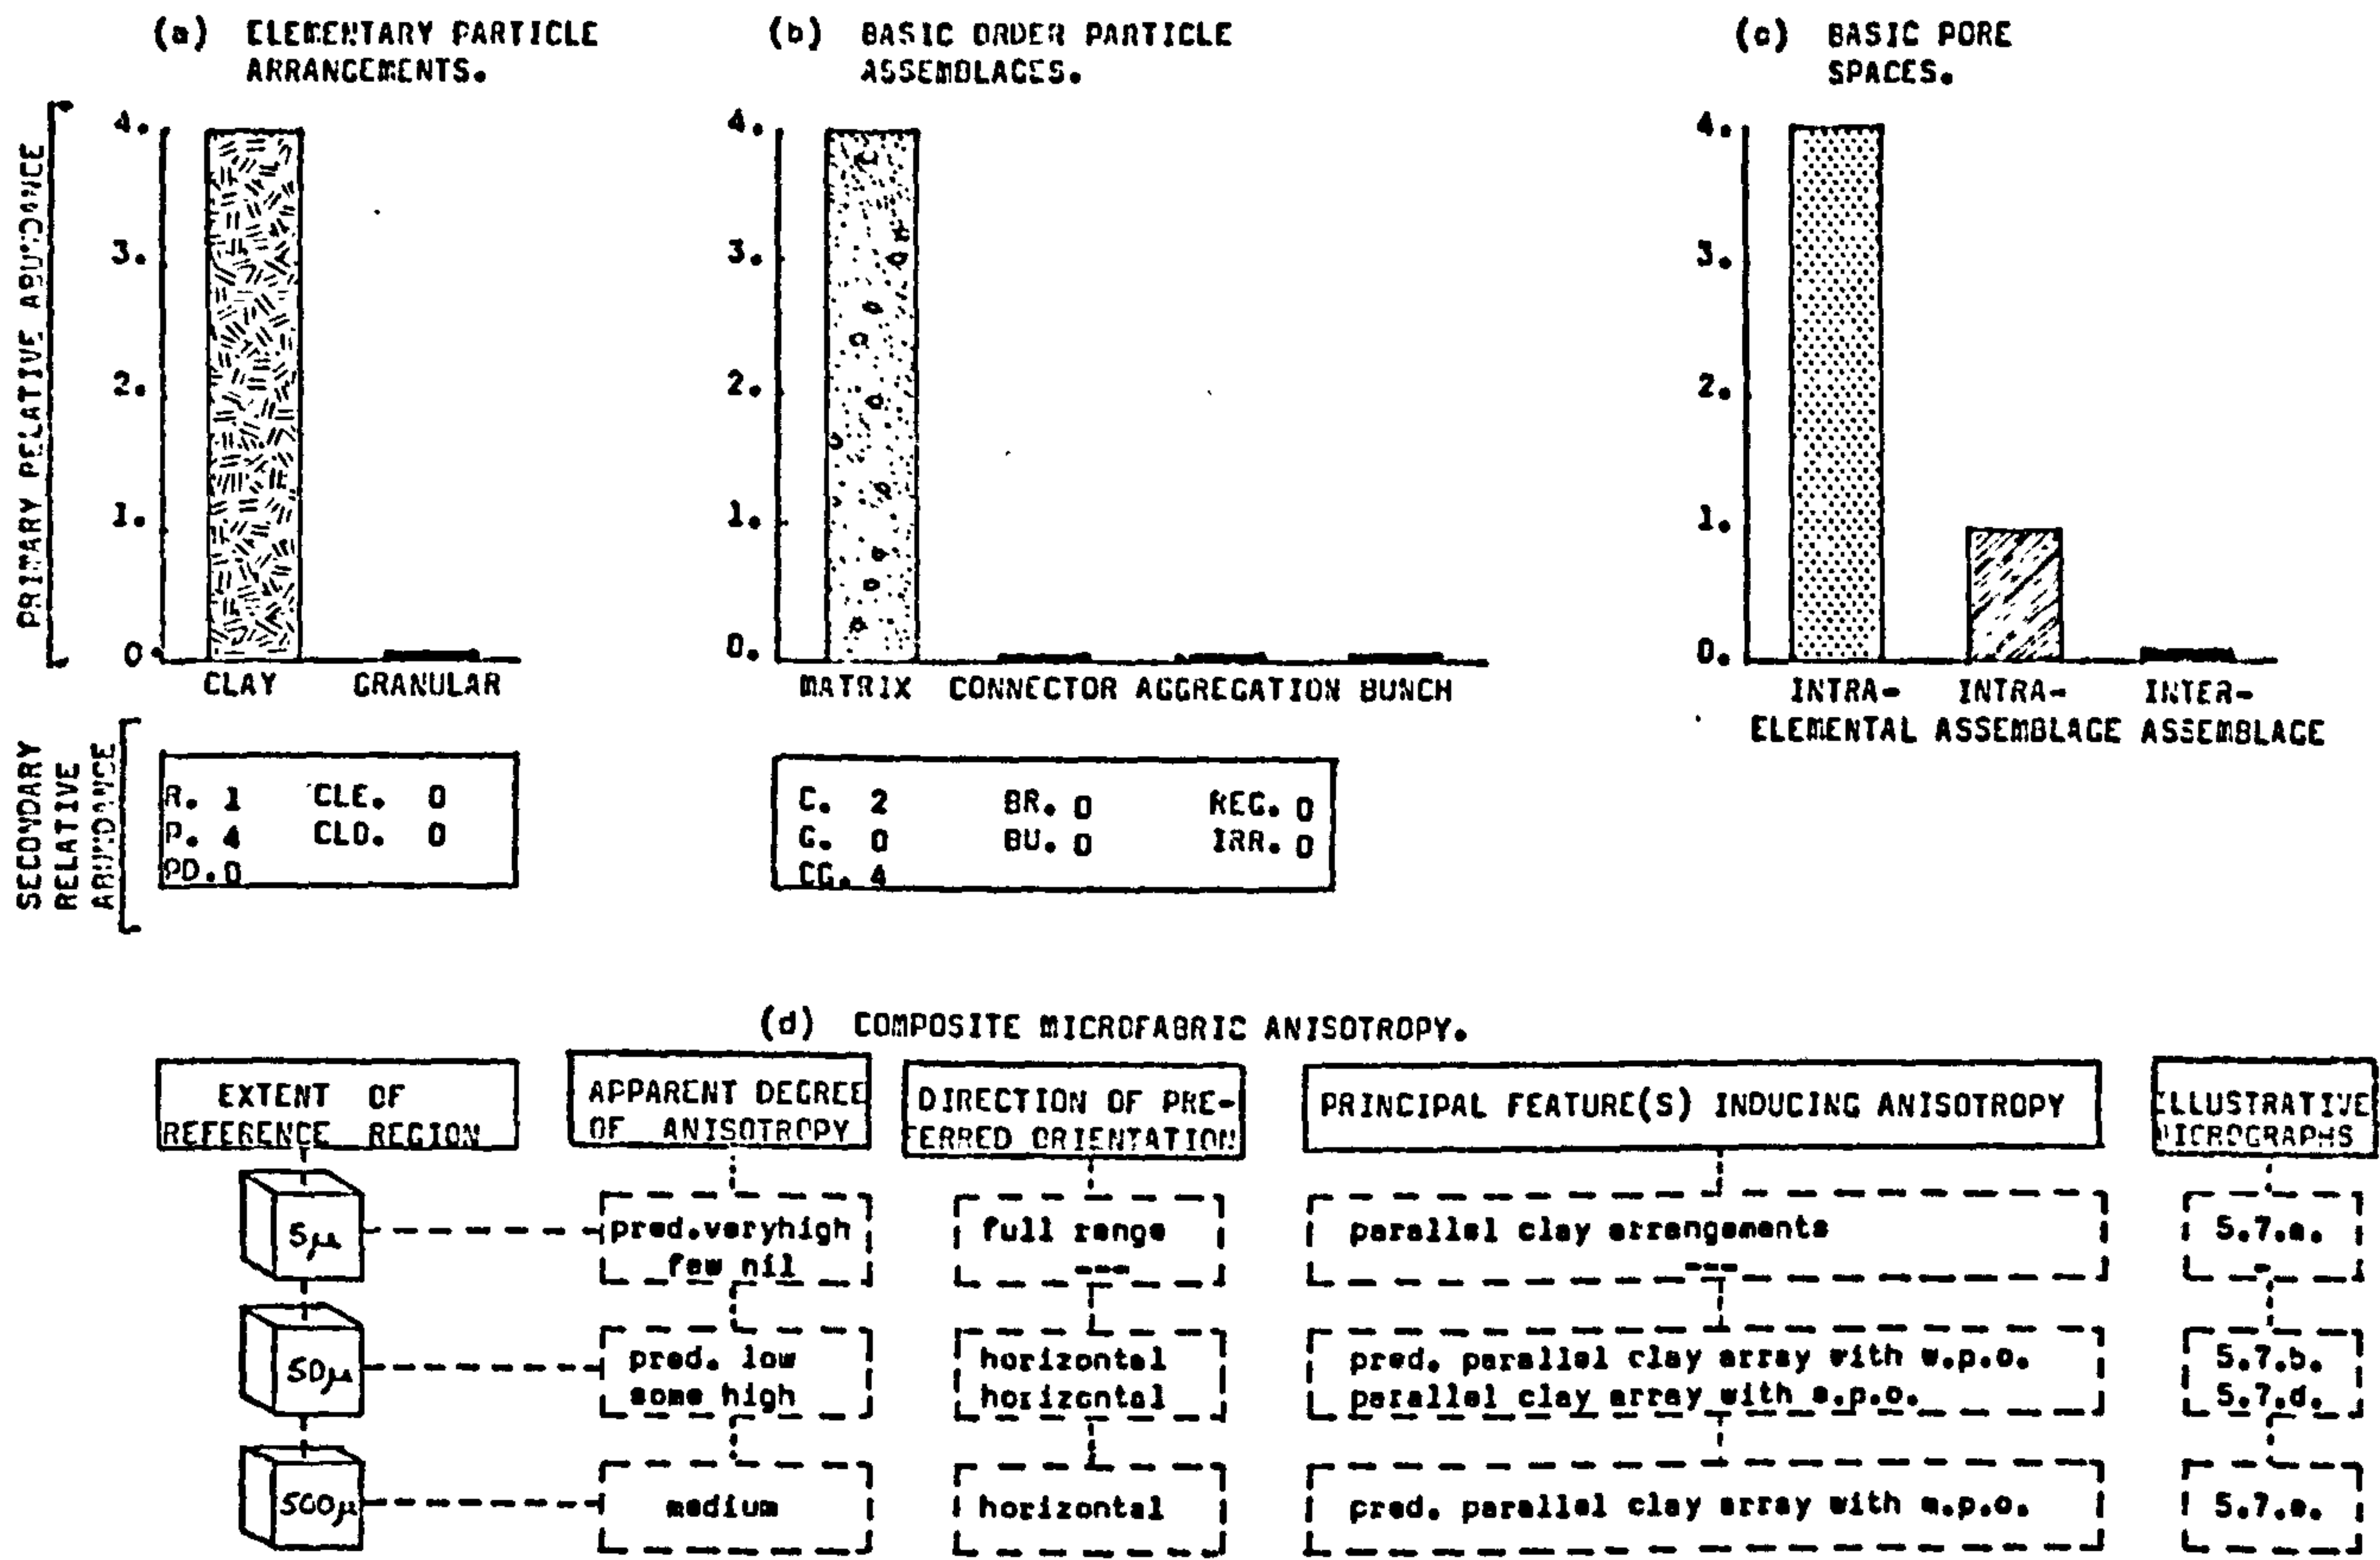 (a) ELEMENTARY PARTICLE
ARRANGEMENTS.
(b) BASIC ORDER PARTICLE
ASSEMBLAGES.
(c) BASIC PORE
SPACES.
PRIMARY RELATIVE ABUNDANCE
4.
3.
2.
1.
0.
CLAY GRANULAR
4.
3.
2.
1.
0.
MATRIX CONNECTOR AGGREGATION BUNCH
4.
3.
2.
1.
0.
INTRA- INTRA- INTER-
ELEMENTAL ASSEMBLAGE ASSEMBLAGE
SECONDARY
RELATIVE
ABUNDANCE
R. 1 CLE. 0
P. 4 CLD. 0
PD. 0
C. 2 BR. 0 REG. 0
G. 0 BU. 0 IRR. 0
CG. 4
(d) COMPOSITE MICROFABRIC ANISOTROPY.
EXTENT OF
REFERENCE REGION
APPARENT DEGREE
OF ANISOTROPY
DIRECTION OF PRE-
FERRED ORIENTATION
PRINCIPAL FEATURE(S) INDUCING ANISOTROPY
ILLUSTRATIVE
MICROGRAPHS
5μ
pred.veryhigh
few nil
full range
---
parallel clay arrangements
---
5.7.a.
-
50μ
pred. low
some high
horizontal
horizontal
pred. parallel clay array with w.p.o.
parallel clay array with s.p.o.
5.7.b.
5.7.d.
500μ
medium
horizontal
pred. parallel clay array with m.p.o.